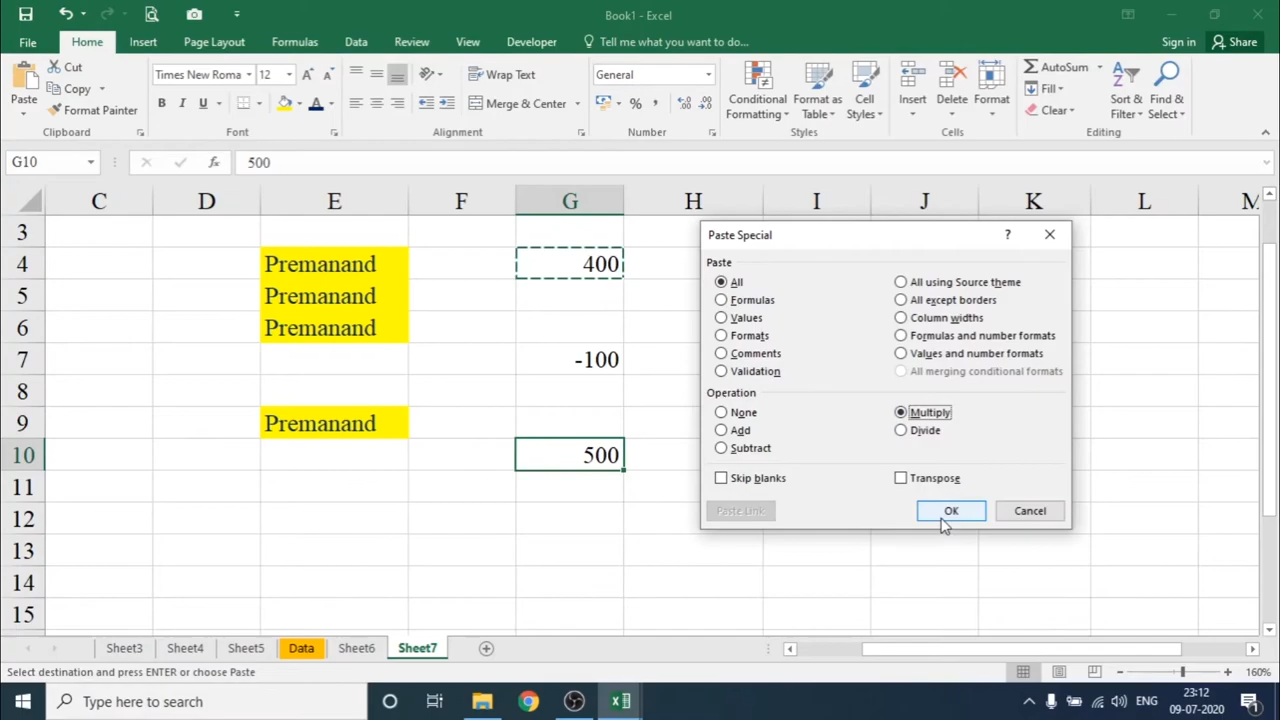 Book1 - Excel
File Home Insert Page Layout Formulas Data Review View Developer Tell me what you want to do... Sign in Share
Paste Cut Copy Format Painter
Times New Roma 12
B I U A
Wrap Text
Merge & Center
General
%
Conditional Formatting
Format as Table
Cell Styles
Insert Delete Format
AutoSum
Fill
Clear
Sort & Filter
Find & Select
Clipboard Font Alignment Number Styles Cells Editing
G10 fx 500
C D E F G H I J K L M
3
4 Premanand 400
5 Premanand
6 Premanand
7 -100
8
9 Premanand
10 500
11
12
13
14
15
Paste Special ?
Paste
All All using Source theme
Formulas All except borders
Values Column widths
Formats Formulas and number formats
Comments Values and number formats
Validation All merging conditional formats
Operation
None Multiply
Add Divide
Subtract
Skip blanks Transpose
Paste Link OK Cancel
Sheet3 Sheet4 Sheet5 Data Sheet6 Sheet7
Select destination and press ENTER or choose Paste 160%
Type here to search ENG 23:12
09-07-2020 1